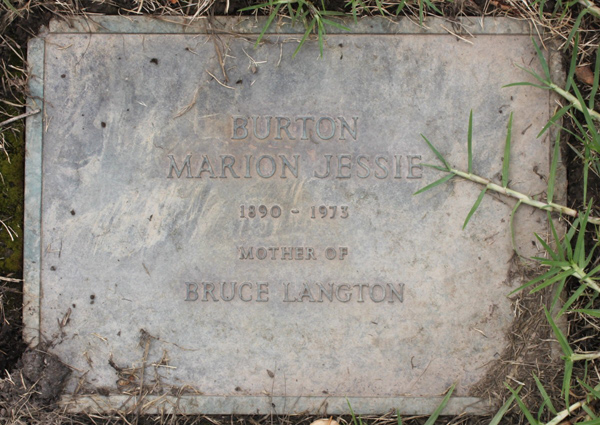 BURTON
MARION JESSIE
1890 - 1973
MOTHER OF
BRUCE LANGTON